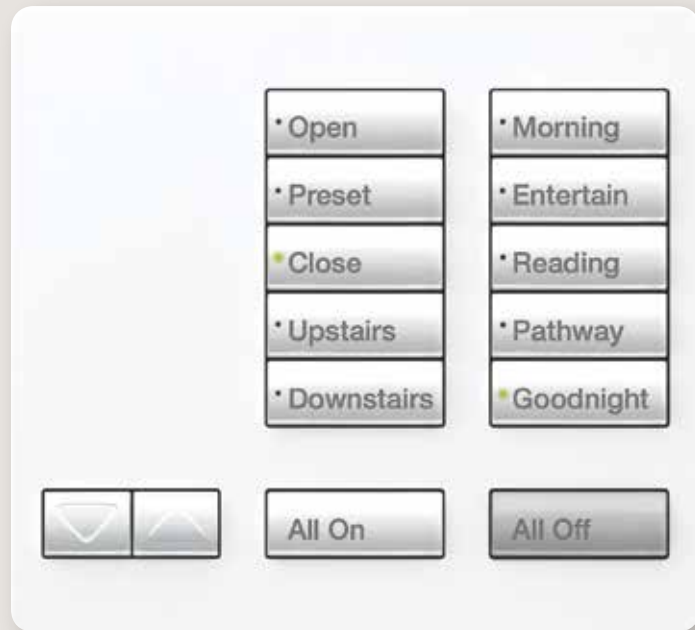 Open
Preset
Close
Upstairs
Downstairs
Morning
Entertain
Reading
Pathway
Goodnight
All On
All Off